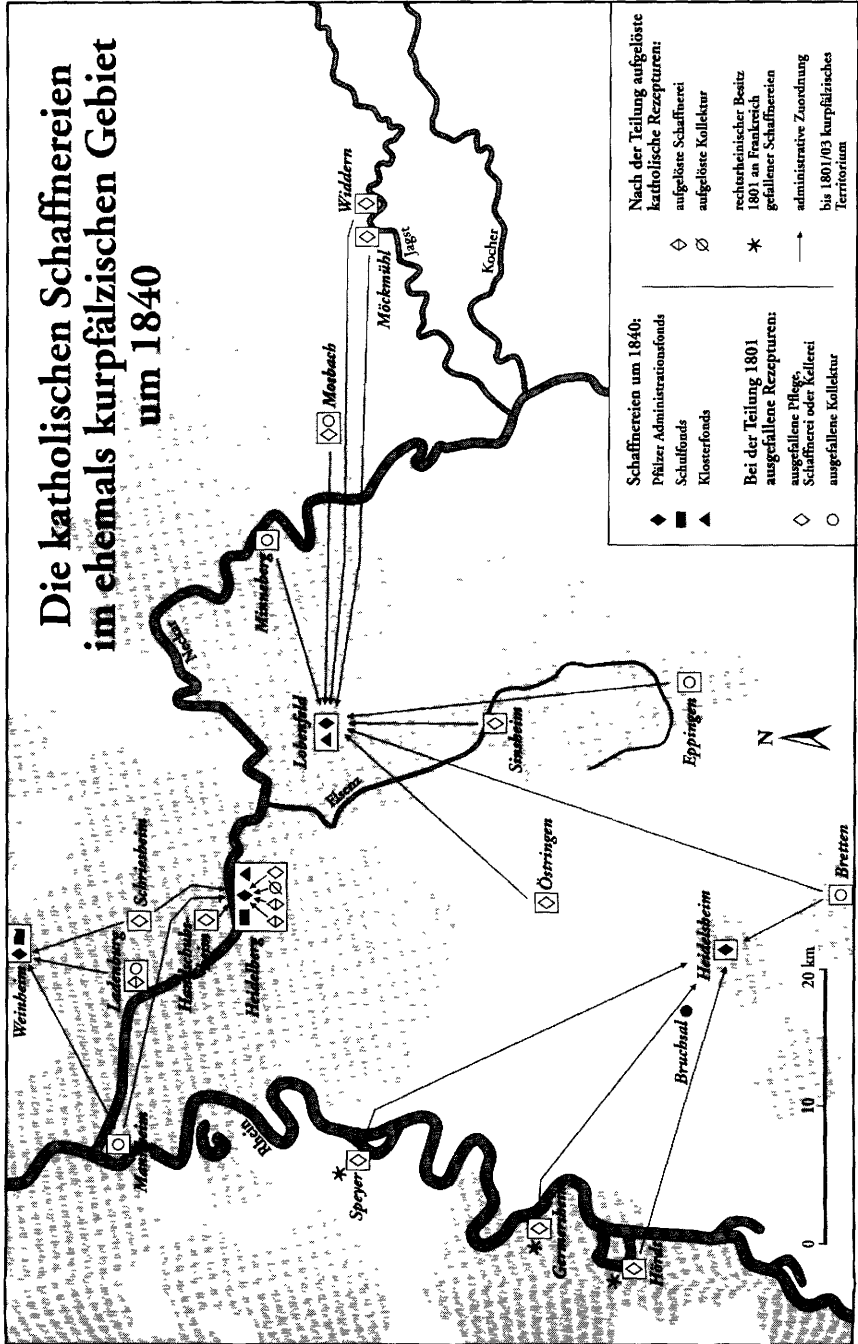 Die katholischen Schaffnereien
im ehemals kurpfälzischen Gebiet
um 1840
Weinheim
Ladenburg
Schriesheim
Handschuhs-
heim
Heidelberg
Mannheim
Neckar
Rhein
Speyer
Germersheim
Hördt
Minneberg
Mosbach
Möckmühl
Widdern
Jagst
Kocher
Lobenfeld
Elsenz
Sinsheim
Eppingen
Östringen
Bruchsal
Heidelsheim
Bretten
N
0
10
20 km
Schaffnereien um 1840:
Pfälzer Administrationsfonds
Schulfonds
Klosterfonds
Bei der Teilung 1801
ausgefallene Rezepturen:
ausgefallene Pflege,
Schaffnerei oder Kellerei
ausgefallene Kollektur
Nach der Teilung aufgelöste
katholische Rezepturen:
aufgelöste Schaffnerei
aufgelöste Kollektur
rechtsrheinischer Besitz
1801 an Frankreich
gefallener Schaffnereien
administrative Zuordnung
bis 1801/03 kurpfälzisches
Territorium